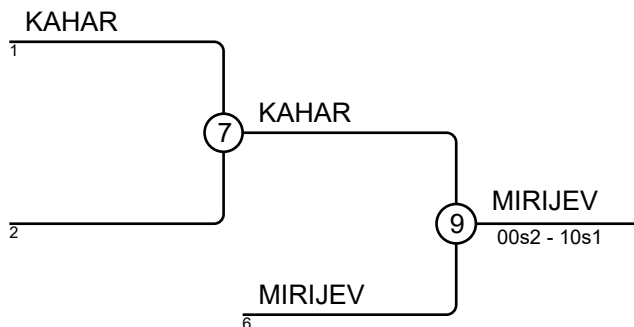 KAHAR
1
7
KAHAR
2
9
MIRIJEV
00s2 - 10s1
MIRIJEV
6